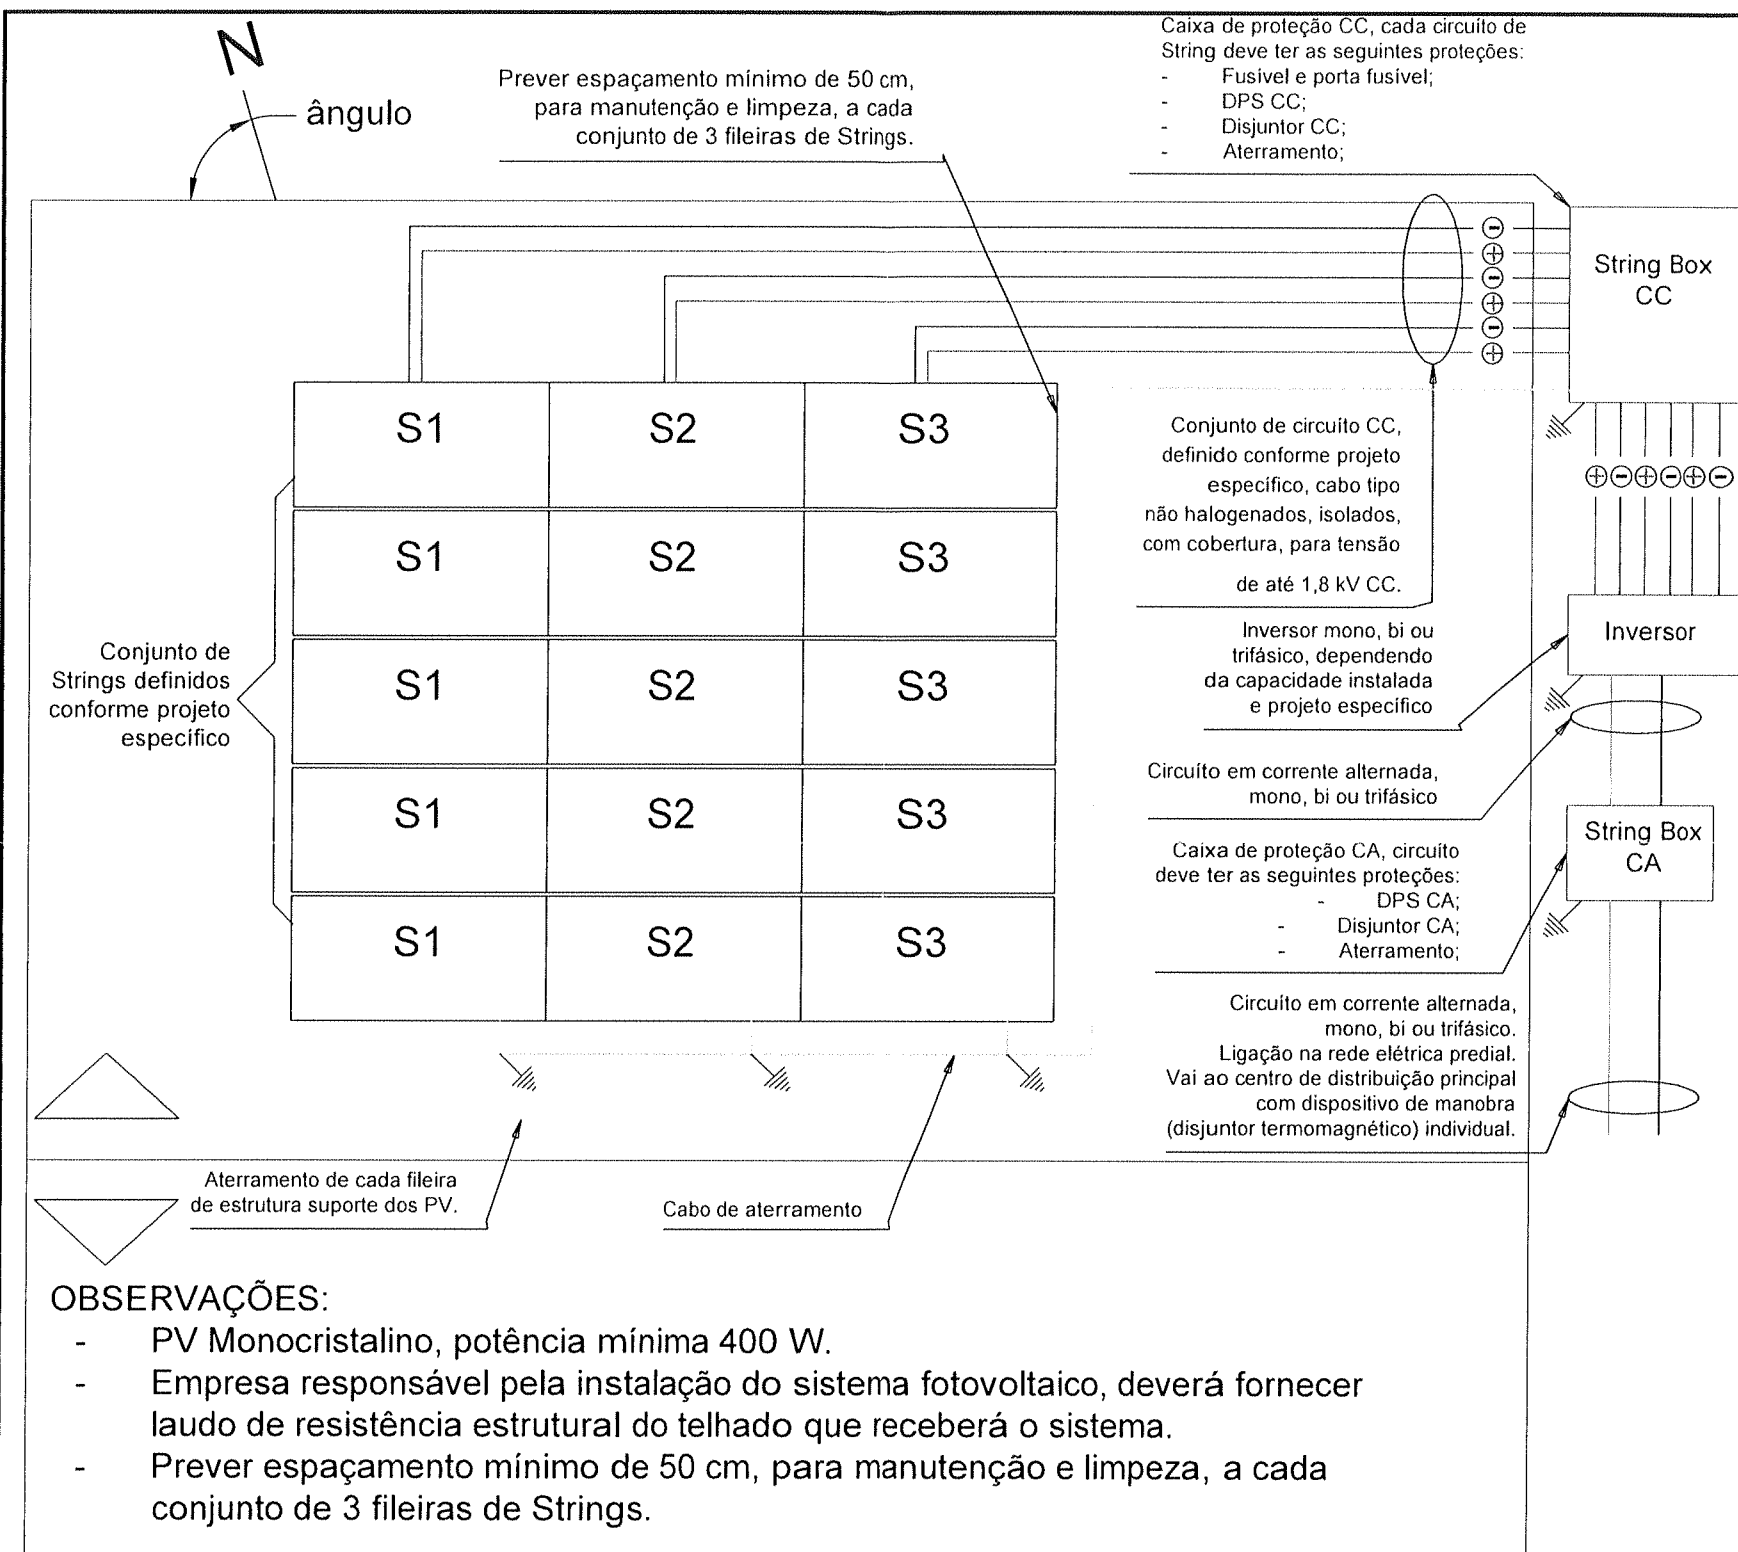 N
ângulo
Prever espaçamento mínimo de 50 cm,
para manutenção e limpeza, a cada
conjunto de 3 fileiras de Strings.
Caixa de proteção CC, cada circuíto de
String deve ter as seguintes proteções:
- Fusível e porta fusível;
- DPS CC;
- Disjuntor CC;
- Aterramento;
String Box
CC
S1 S2 S3
S1 S2 S3
S1 S2 S3
S1 S2 S3
S1 S2 S3
Conjunto de
Strings definidos
conforme projeto
específico
Conjunto de circuíto CC,
definido conforme projeto
específico, cabo tipo
não halogenados, isolados,
com cobertura, para tensão
de até 1,8 kV CC.
Inversor mono, bi ou
trifásico, dependendo
da capacidade instalada
e projeto específico
Inversor
Circuíto em corrente alternada,
mono, bi ou trifásico
String Box
CA
Caixa de proteção CA, circuíto
deve ter as seguintes proteções:
- DPS CA;
- Disjuntor CA;
- Aterramento;
Circuíto em corrente alternada,
mono, bi ou trifásico.
Ligação na rede elétrica predial.
Vai ao centro de distribuição principal
com dispositivo de manobra
(disjuntor termomagnético) individual.
Aterramento de cada fileira
de estrutura suporte dos PV.
Cabo de aterramento
OBSERVAÇÕES:
- PV Monocristalino, potência mínima 400 W.
- Empresa responsável pela instalação do sistema fotovoltaico, deverá fornecer
laudo de resistência estrutural do telhado que receberá o sistema.
- Prever espaçamento mínimo de 50 cm, para manutenção e limpeza, a cada
conjunto de 3 fileiras de Strings.